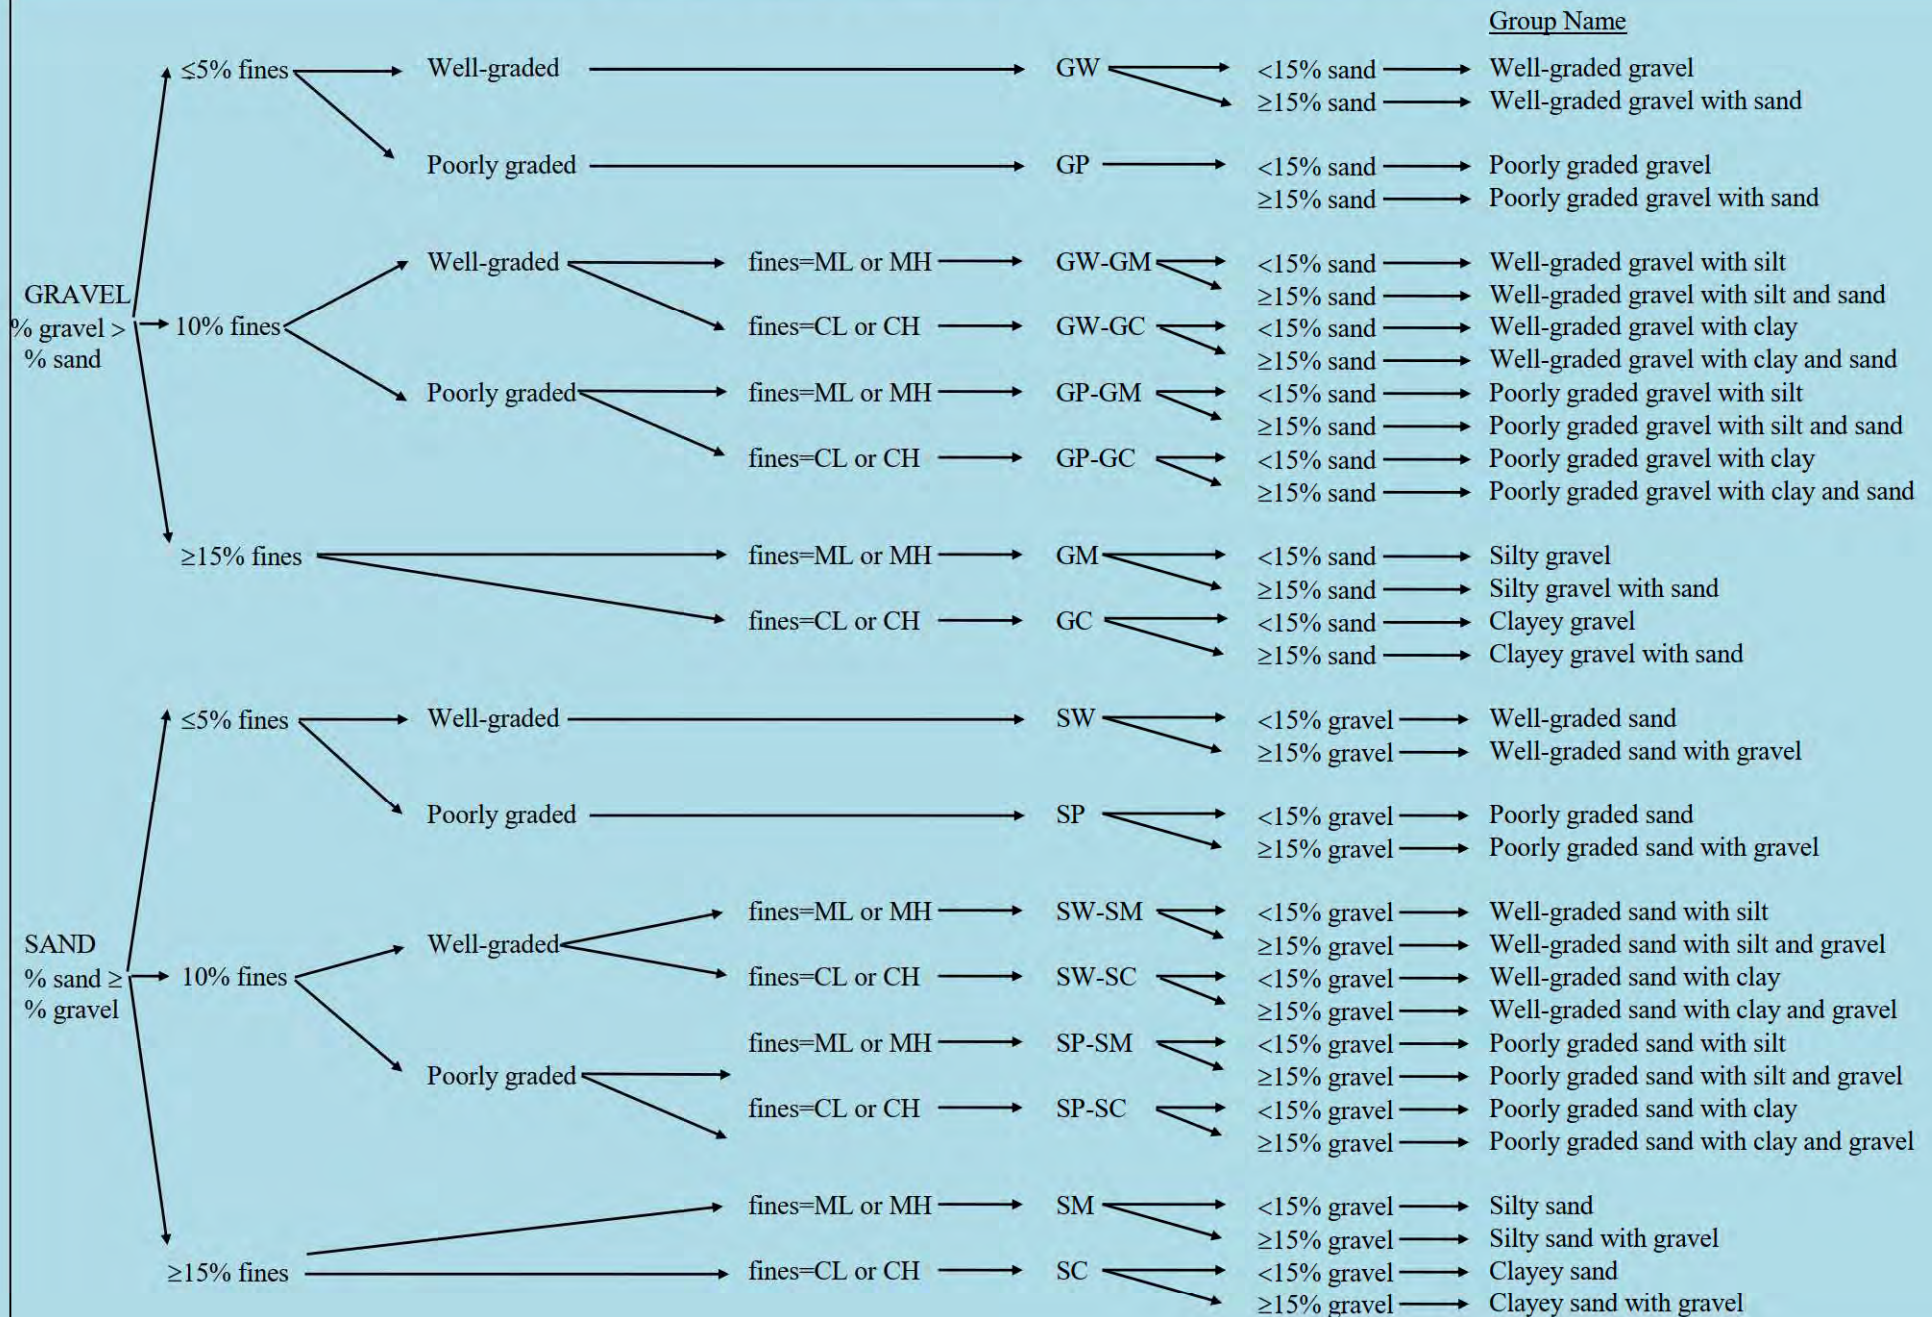 Group Name
≤5% fines Well-graded GW <15% sand Well-graded gravel
≥15% sand Well-graded gravel with sand
Poorly graded GP <15% sand Poorly graded gravel
≥15% sand Poorly graded gravel with sand
Well-graded fines=ML or MH GW-GM <15% sand Well-graded gravel with silt
GRAVEL ≥15% sand Well-graded gravel with silt and sand
% gravel > 10% fines fines=CL or CH GW-GC <15% sand Well-graded gravel with clay
% sand ≥15% sand Well-graded gravel with clay and sand
Poorly graded fines=ML or MH GP-GM <15% sand Poorly graded gravel with silt
≥15% sand Poorly graded gravel with silt and sand
fines=CL or CH GP-GC <15% sand Poorly graded gravel with clay
≥15% sand Poorly graded gravel with clay and sand
≥15% fines fines=ML or MH GM <15% sand Silty gravel
≥15% sand Silty gravel with sand
fines=CL or CH GC <15% sand Clayey gravel
≥15% sand Clayey gravel with sand
≤5% fines Well-graded SW <15% gravel Well-graded sand
≥15% gravel Well-graded sand with gravel
Poorly graded SP <15% gravel Poorly graded sand
≥15% gravel Poorly graded sand with gravel
fines=ML or MH SW-SM <15% gravel Well-graded sand with silt
SAND Well-graded ≥15% gravel Well-graded sand with silt and gravel
% sand ≥ 10% fines fines=CL or CH SW-SC <15% gravel Well-graded sand with clay
% gravel ≥15% gravel Well-graded sand with clay and gravel
fines=ML or MH SP-SM <15% gravel Poorly graded sand with silt
Poorly graded ≥15% gravel Poorly graded sand with silt and gravel
fines=CL or CH SP-SC <15% gravel Poorly graded sand with clay
≥15% gravel Poorly graded sand with clay and gravel
fines=ML or MH SM <15% gravel Silty sand
≥15% gravel Silty sand with gravel
≥15% fines fines=CL or CH SC <15% gravel Clayey sand
≥15% gravel Clayey sand with gravel